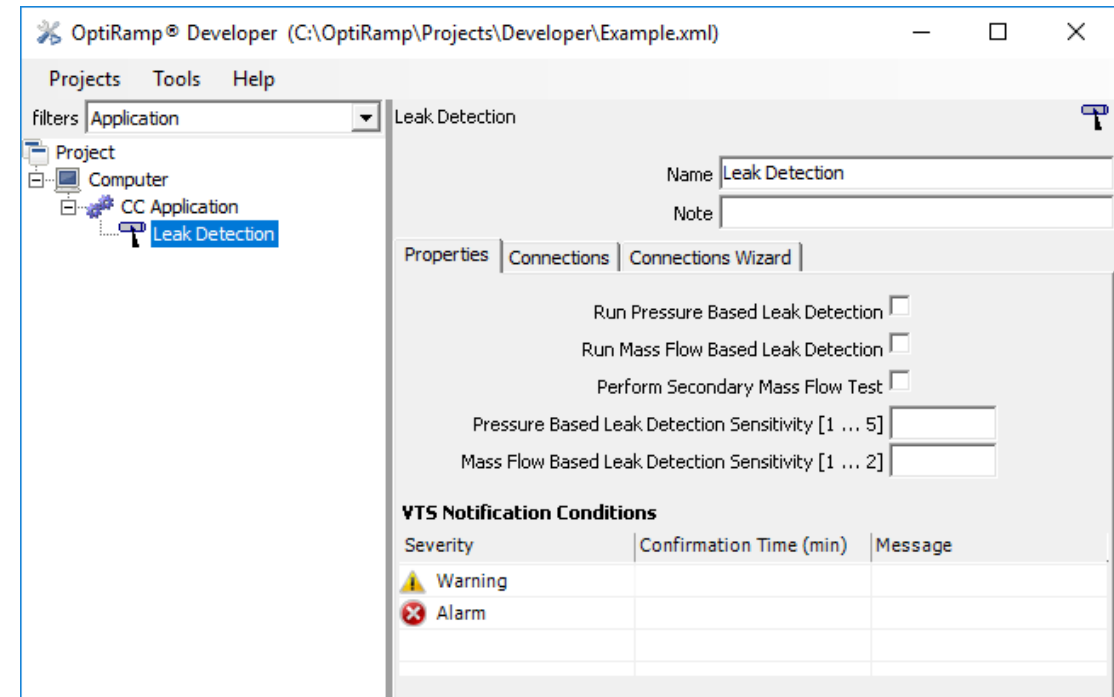 OptiRamp® Developer (C:\OptiRamp\Projects\Developer\Example.xml)
Projects Tools Help
filters Application
Project
Computer
CC Application
Leak Detection
Leak Detection
Name Leak Detection
Note
Properties Connections Connections Wizard
Run Pressure Based Leak Detection
Run Mass Flow Based Leak Detection
Perform Secondary Mass Flow Test
Pressure Based Leak Detection Sensitivity [1 ... 5]
Mass Flow Based Leak Detection Sensitivity [1 ... 2]
VTS Notification Conditions
Severity Confirmation Time (min) Message
Warning
Alarm